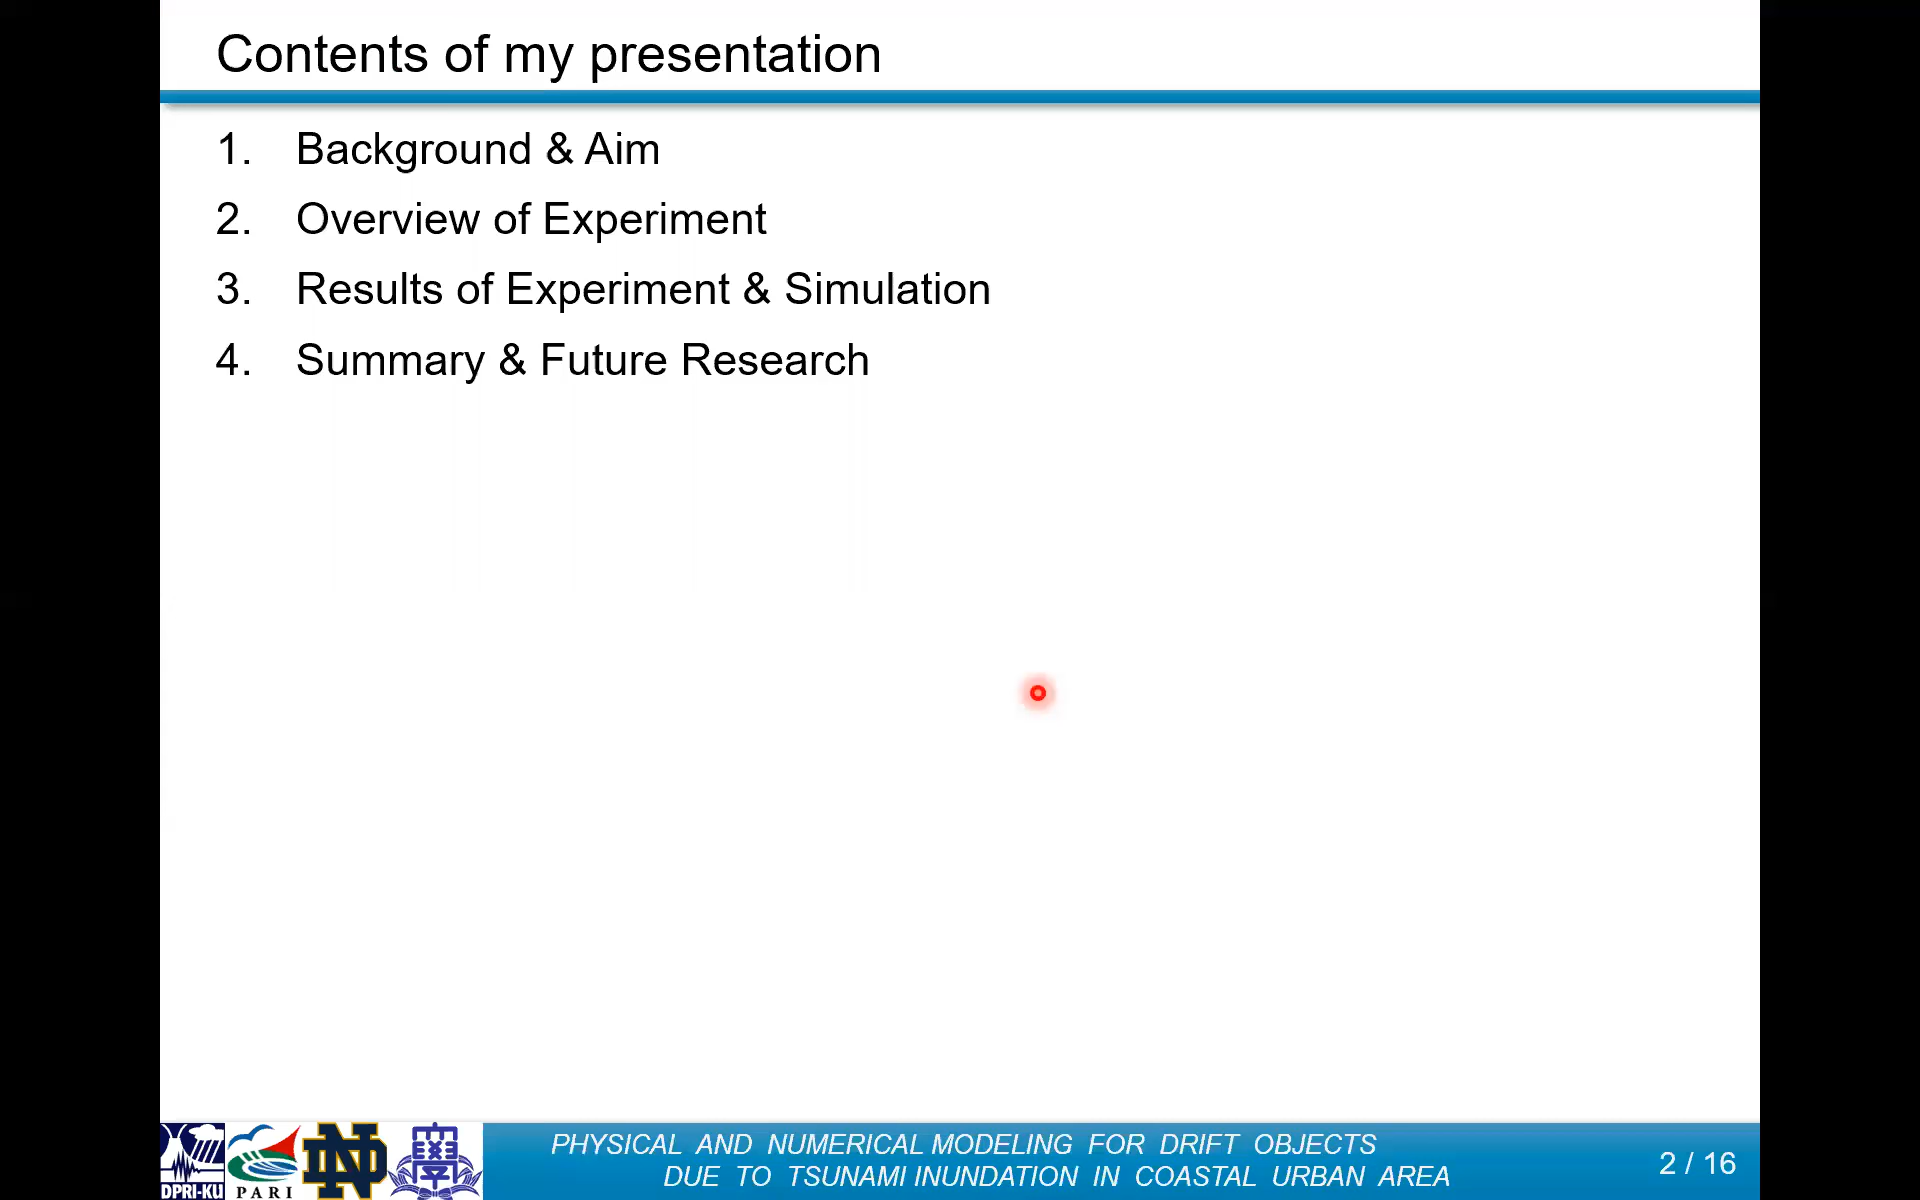 Contents of my presentation
1. Background & Aim
2. Overview of Experiment
3. Results of Experiment & Simulation
4. Summary & Future Research
DPRI-KU
PARI
ND
學
PHYSICAL AND NUMERICAL MODELING FOR DRIFT OBJECTS
DUE TO TSUNAMI INUNDATION IN COASTAL URBAN AREA
2 / 16